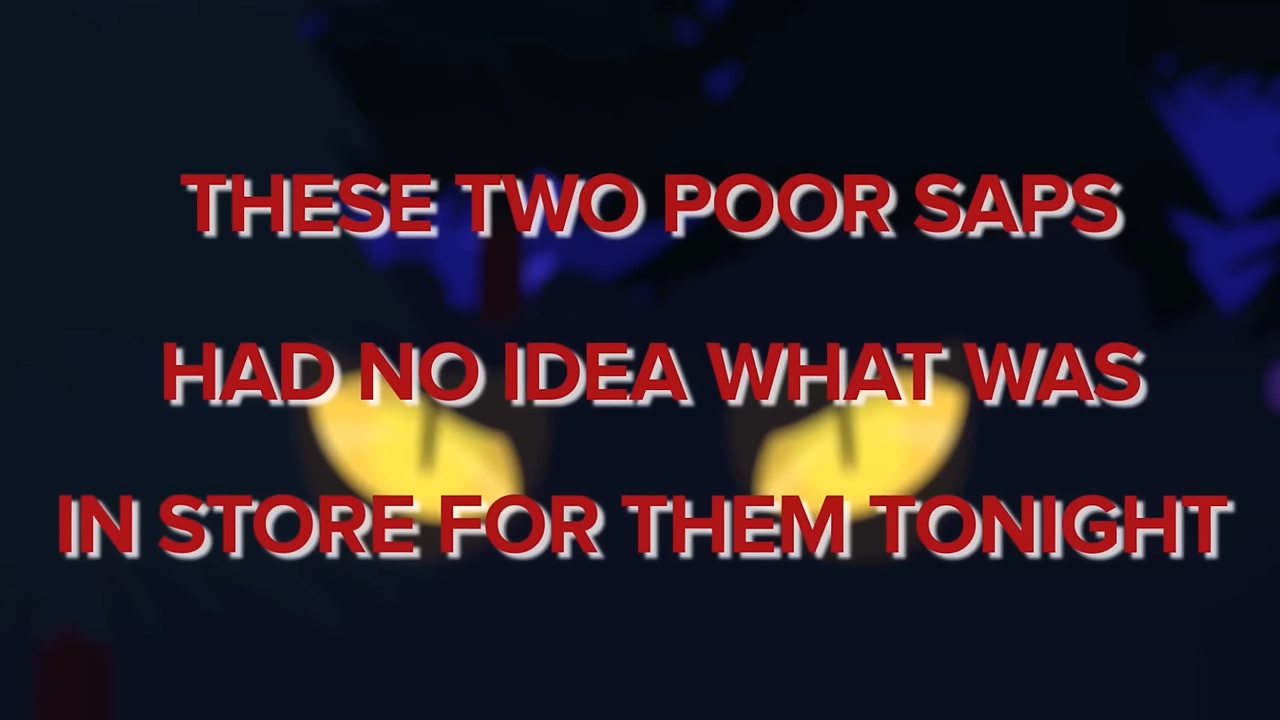 THESE TWO POOR SAPS
HAD NO IDEA WHAT WAS
IN STORE FOR THEM TONIGHT